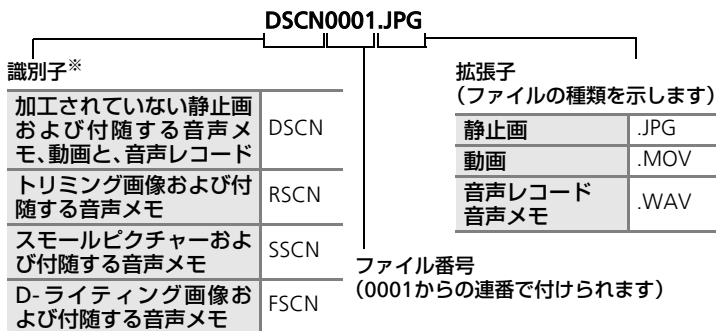 DSCN0001.JPG
識別子※
加工されていない静止画
および付随する音声メ
モ、動画と、音声レコード
DSCN
トリミング画像および付
随する音声メモ
RSCN
スモールピクチャーおよ
び付随する音声メモ
SSCN
D-ライティング画像お
よび付随する音声メモ
FSCN
ファイル番号
(0001からの連番で付けられます)
拡張子
(ファイルの種類を示します)
静止画 .JPG
動画 .MOV
音声レコード
音声メモ
.WAV